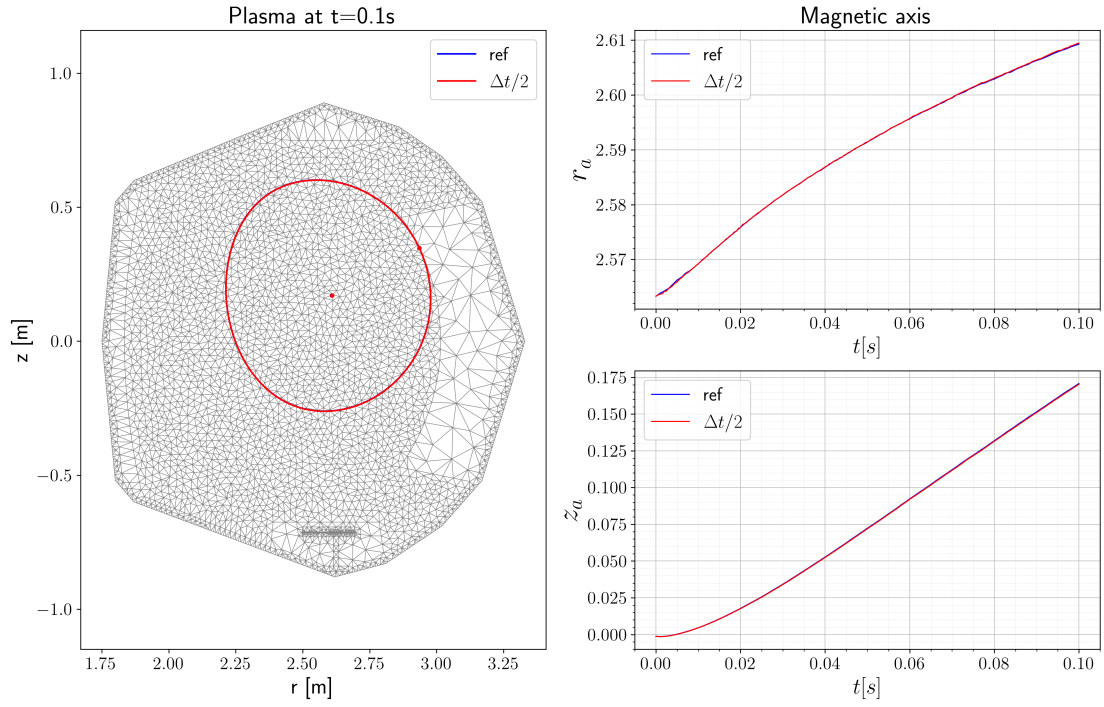 Plasma at t=0.1s
ref
Δt/2
1.0
0.5
0.0
−0.5
−1.0
z [m]
1.75 2.00 2.25 2.50 2.75 3.00 3.25
r [m]
Magnetic axis
ref
Δt/2
2.61
2.60
2.59
2.58
2.57
r_a
0.00 0.02 0.04 0.06 0.08 0.10
t[s]
ref
Δt/2
0.175
0.150
0.125
0.100
0.075
0.050
0.025
0.000
z_a
0.00 0.02 0.04 0.06 0.08 0.10
t[s]